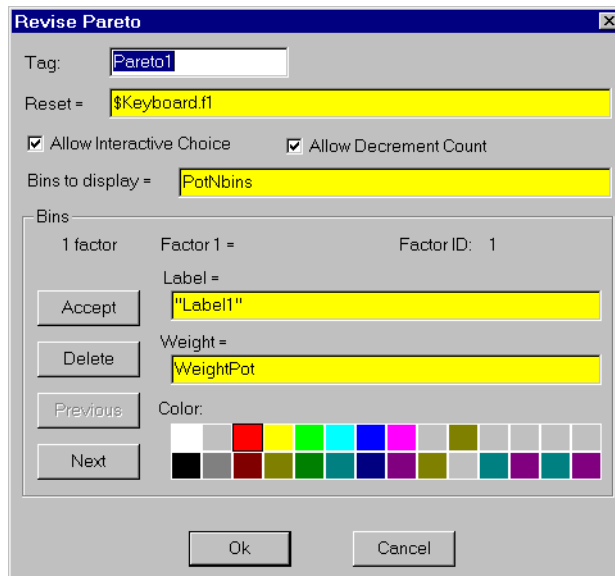 Revise Pareto
Tag: Pareto1
Reset = $Keyboard.f1
Allow Interactive Choice Allow Decrement Count
Bins to display = PotNbins
Bins
1 factor Factor 1 = Factor ID: 1
Label =
Accept "Label1"
Weight =
Delete WeightPot
Previous Color:
Next
Ok Cancel